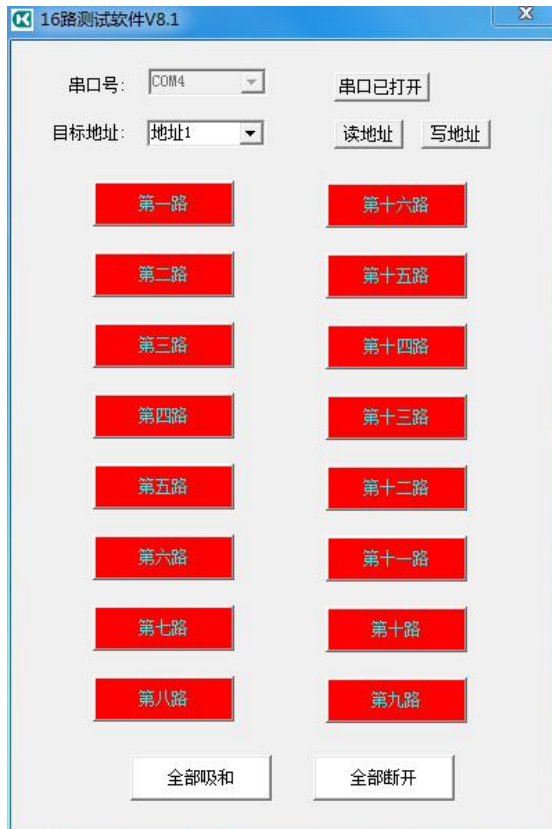 16路测试软件V8.1
串口号: COM4 串口已打开
目标地址: 地址1 读地址 写地址
第一路 第十六路
第二路 第十五路
第三路 第十四路
第四路 第十三路
第五路 第十二路
第六路 第十一路
第七路 第十路
第八路 第九路
全部吸和 全部断开